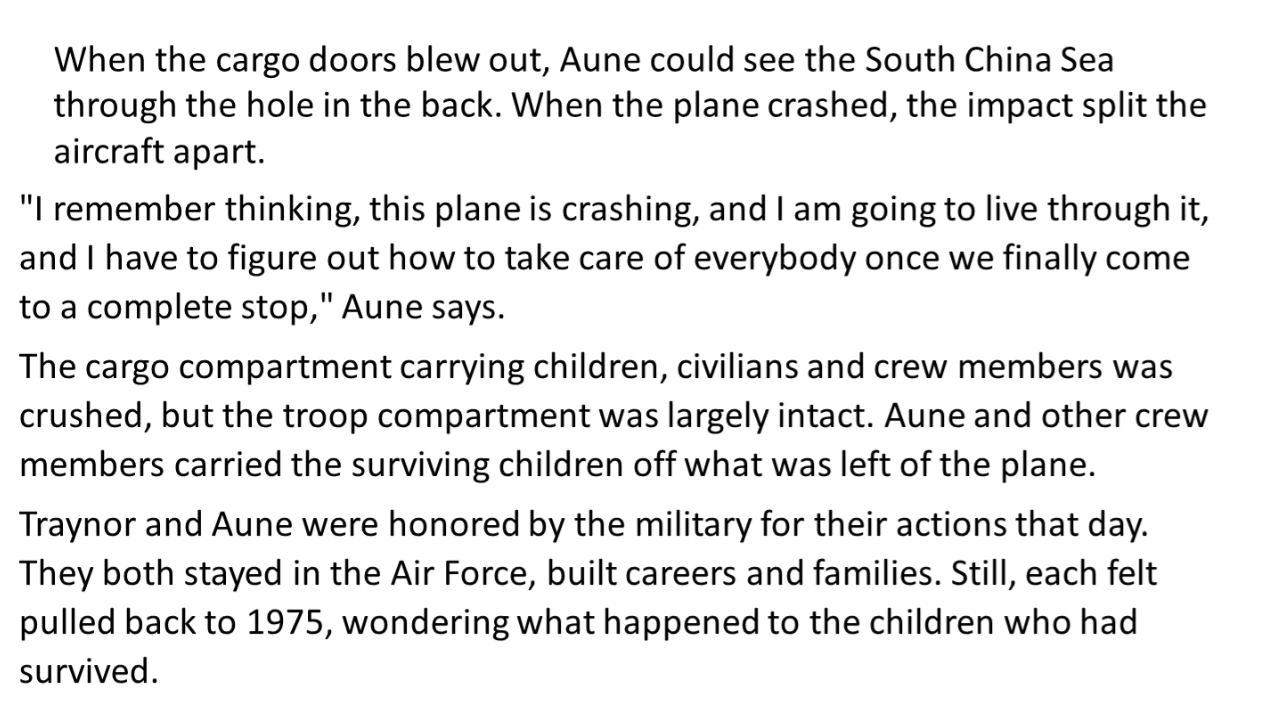 When the cargo doors blew out, Aune could see the South China Sea
through the hole in the back. When the plane crashed, the impact split the
aircraft apart.
"I remember thinking, this plane is crashing, and I am going to live through it,
and I have to figure out how to take care of everybody once we finally come
to a complete stop," Aune says.
The cargo compartment carrying children, civilians and crew members was
crushed, but the troop compartment was largely intact. Aune and other crew
members carried the surviving children off what was left of the plane.
Traynor and Aune were honored by the military for their actions that day.
They both stayed in the Air Force, built careers and families. Still, each felt
pulled back to 1975, wondering what happened to the children who had
survived.